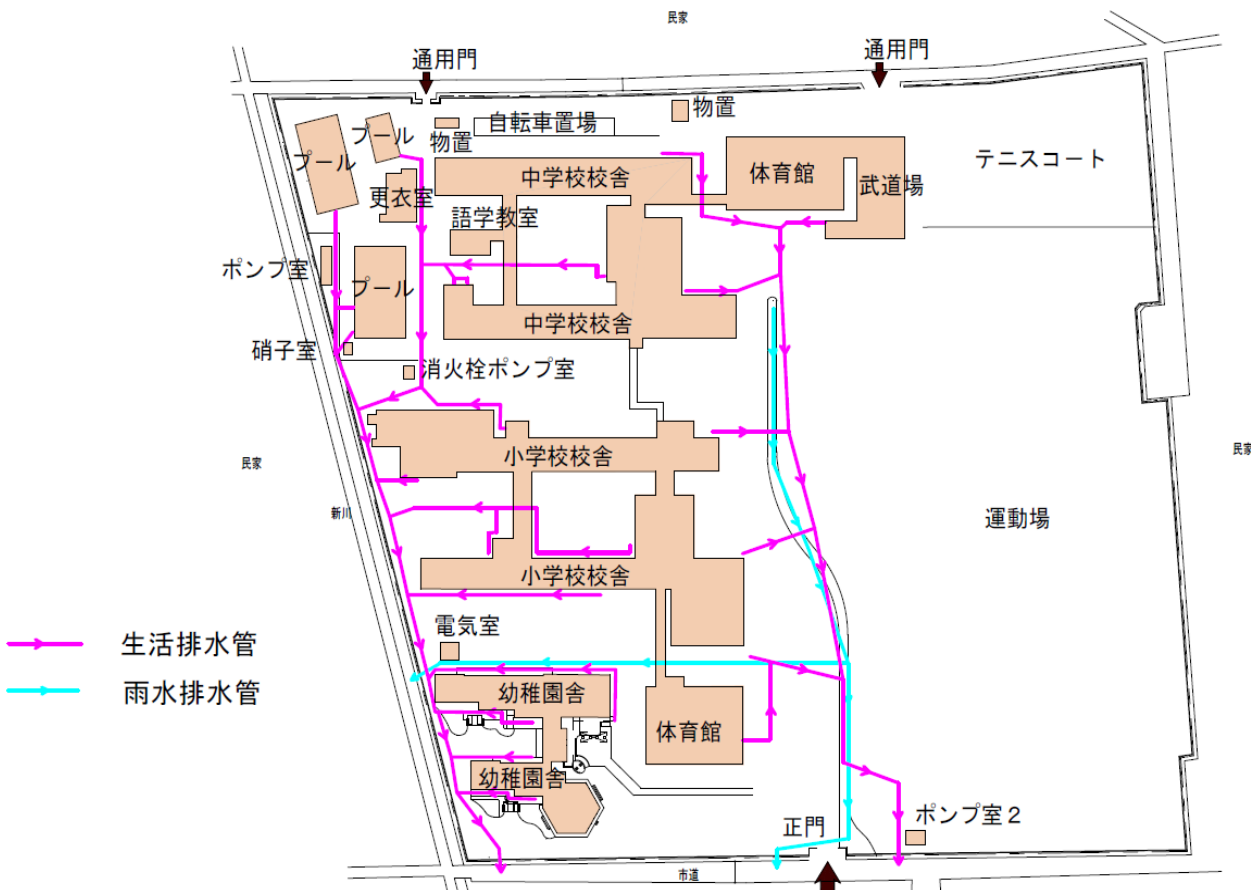 民家
通用門
通用門
プール
プール
物置
自転車置場
物置
中学校校舎
体育館
武道場
テニスコート
更衣室
語学教室
ポンプ室
プール
中学校校舎
硝子室
消火栓ポンプ室
小学校校舎
民家
民家
新川
運動場
小学校校舎
電気室
生活排水管
雨水排水管
幼稚園舎
体育館
幼稚園舎
正門
ポンプ室2
市道